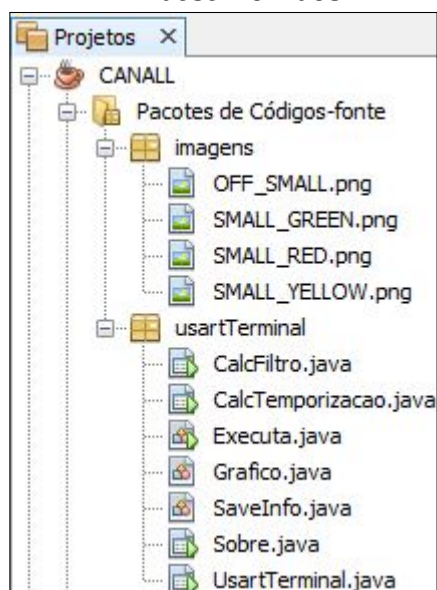 Projetos
CANALL
Pacotes de Códigos-fonte
imagens
OFF_SMALL.png
SMALL_GREEN.png
SMALL_RED.png
SMALL_YELLOW.png
usartTerminal
CalcFiltro.java
CalcTemporizacao.java
Executa.java
Grafico.java
SaveInfo.java
Sobre.java
UsartTerminal.java